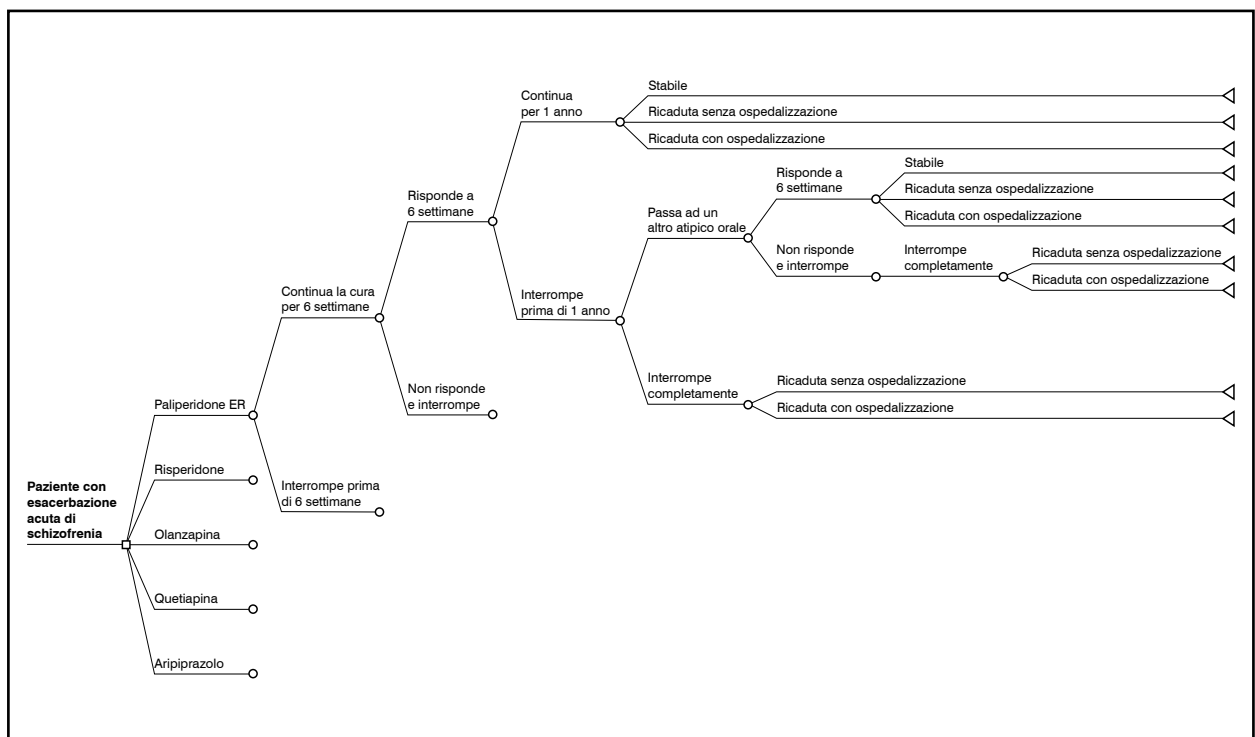 Stabile
Continua
per 1 anno
Ricaduta senza ospedalizzazione
Ricaduta con ospedalizzazione
Stabile
Risponde a
6 settimane
Ricaduta senza ospedalizzazione
Risponde a
6 settimane
Passa ad un
altro atipico orale
Ricaduta con ospedalizzazione
Non risponde
e interrompe
Interrompe
completamente
Ricaduta senza ospedalizzazione
Ricaduta con ospedalizzazione
Continua la cura
per 6 settimane
Interrompe
prima di 1 anno
Interrompe
completamente
Ricaduta senza ospedalizzazione
Ricaduta con ospedalizzazione
Non risponde
e interrompe
Paliperidone ER
Risperidone
Interrompe prima
di 6 settimane
Paziente con
esacerbazione
acuta di
schizofrenia
Olanzapina
Quetiapina
Aripiprazolo